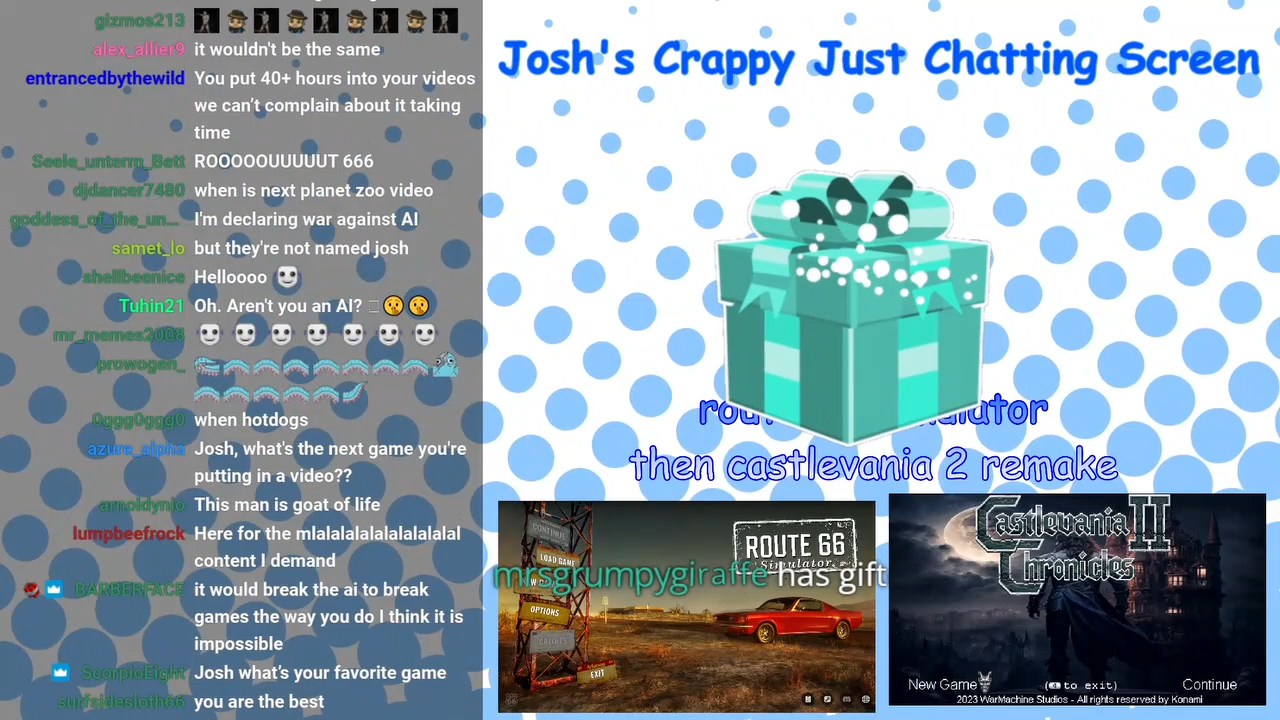 gizmos213
alex_allier9 it wouldn't be the same
entrancedbythewild You put 40+ hours into your videos
we can't complain about it taking
time
Seele_unterm_Bett ROOOOOUUUUUT 666
djdancer7480 when is next planet zoo video
goddess_of_the_un... I'm declaring war against AI
samet_lo but they're not named josh
shellbeenice Helloooo
Tuhin21 Oh. Aren't you an AI?
mr_memes2008
prowogen_
0ggg0ggg0 when hotdogs
azure_alpha Josh, what's the next game you're
putting in a video??
arnoldynio This man is goat of life
lumpbeefrock Here for the mlalalalalalalalalal
content I demand
BARBERFACE it would break the ai to break
games the way you do I think it is
impossible
ScorpioEight Josh what's your favorite game
surfsidesloth66 you are the best
Josh's Crappy Just Chatting Screen
then castlevania 2 remake
mrsgrumpygiraffe has gift
CONTINUE
LOAD GAME
OPTIONS
CREDITS
EXIT
ROUTE 66
Simulator
Castlevania II
Chronicles
New Game
( to exit)
Continue
2023 WarMachine Studios - All rights reserved by Konami